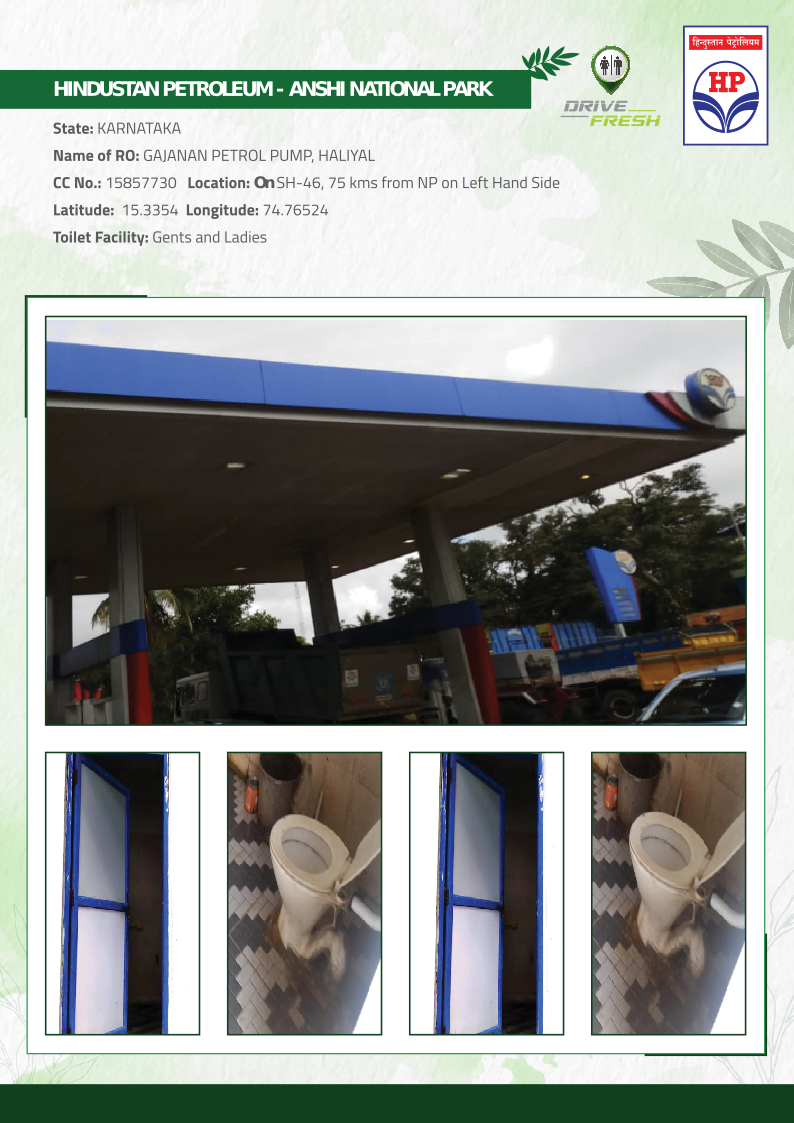 हिन्दुस्तान पेट्रोलियम
HP
HINDUSTAN PETROLEUM - ANSHI NATIONAL PARK
DRIVE
FRESH
State: KARNATAKA
Name of RO: GAJANAN PETROL PUMP, HALIYAL
CC No.: 15857730 Location: On SH-46, 75 kms from NP on Left Hand Side
Latitude: 15.3354 Longitude: 74.76524
Toilet Facility: Gents and Ladies